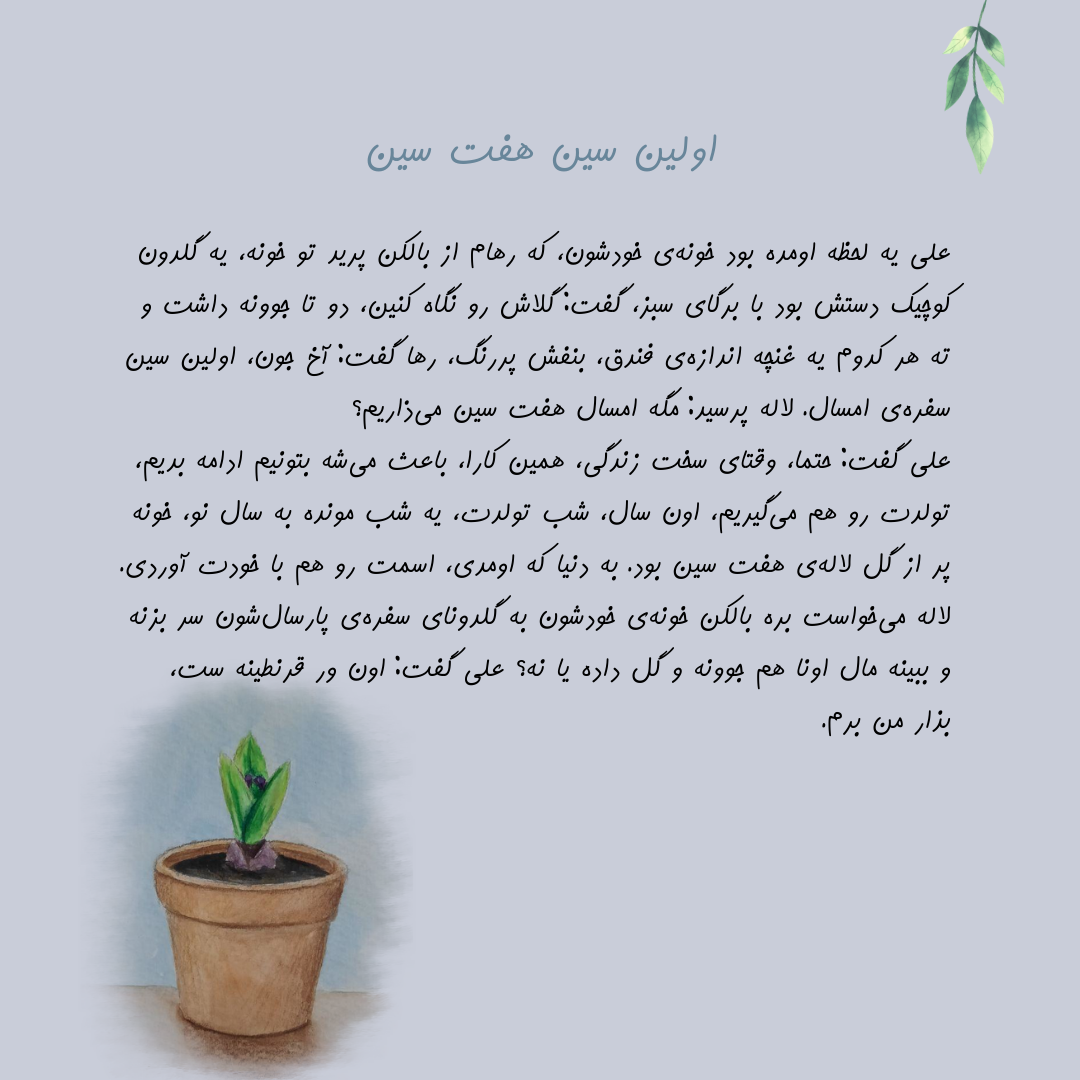 اولین سین هفت سین
علی یه لحظه اومده بود خونه‌ی خودشون، که رهام از بالکن پرید تو خونه، یه گلدون
کوچیک دستش بود با برگای سبز، گفت: گلاش رو نگاه کنین، دو تا جوونه داشت و
ته هر کدوم یه غنچه اندازه‌ی فندق، بنفش پررنگ، رها گفت: آخ جون، اولین سین
سفره‌ی امسال. لاله پرسید: مگه امسال هفت سین می‌ذاریم؟
علی گفت: حتما، وقتای سخت زندگی، همین کارا، باعث می‌شه بتونیم ادامه بدیم،
تولدت رو هم می‌گیریم، اون سال، شب تولدت، یه شب مونده به سال نو، خونه
پر از گل لاله‌ی هفت سین بود. به دنیا که اومدی، اسمت رو هم با خودت آوردی.
لاله می‌خواست بره بالکن خونه‌ی خودشون به گلدونای سفره‌ی پارسال‌شون سر بزنه
و ببینه مال اونا هم جوونه و گل داده یا نه؟ علی گفت: اون ور قرنطینه ست،
بزار من برم.